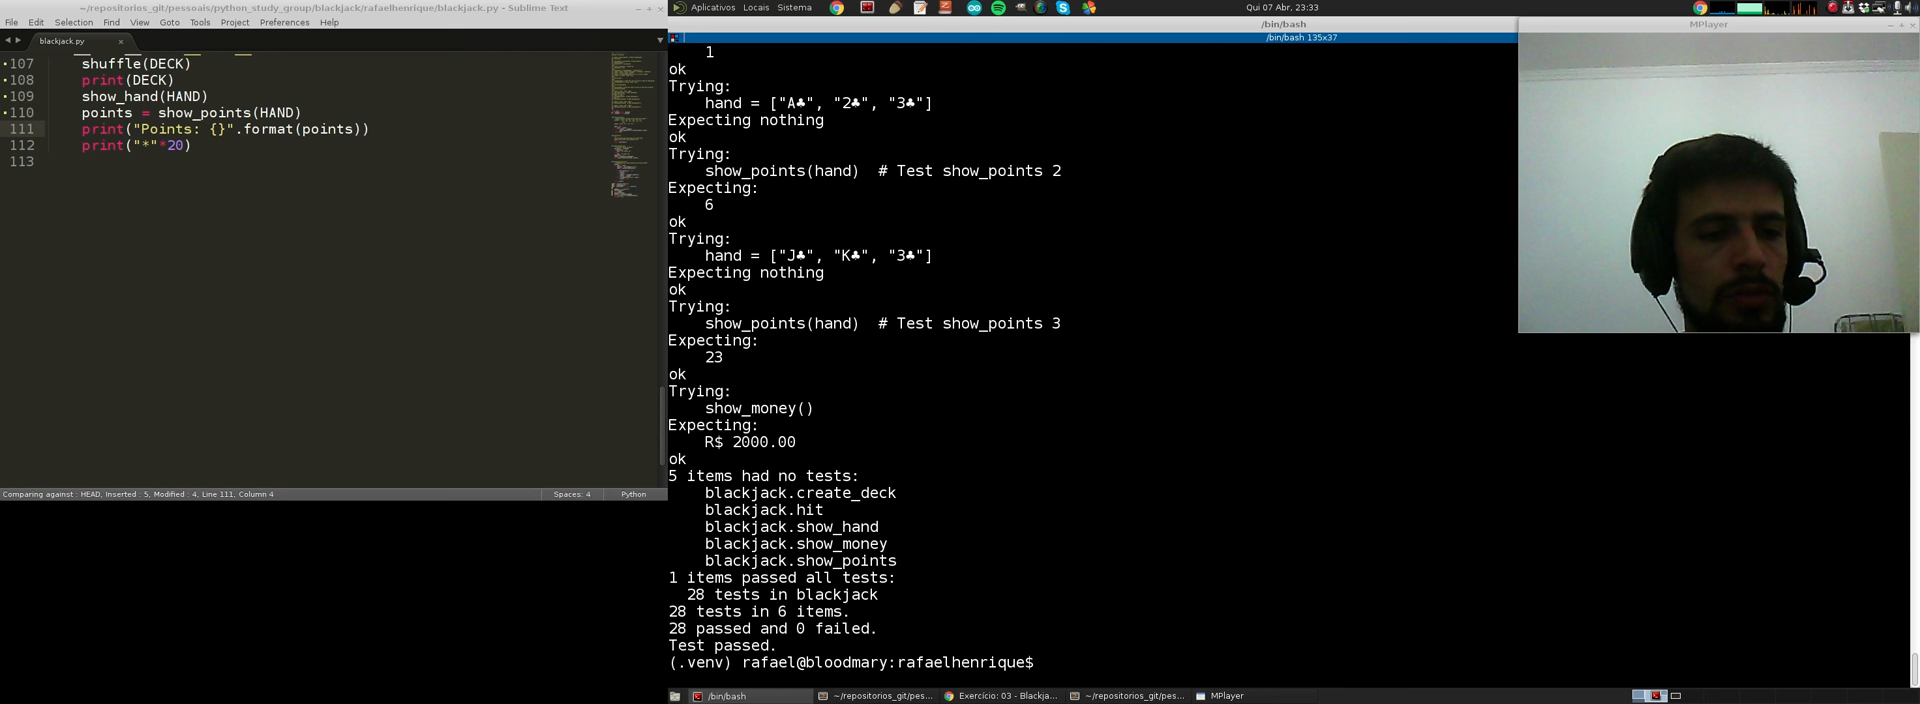 ~/repositorios_git/pessoais/python_study_group/blackjack/rafaelhenrique/blackjack.py - Sublime Text
File Edit Selection Find View Goto Tools Project Preferences Help
blackjack.py
107 shuffle(DECK)
108 print(DECK)
109 show_hand(HAND)
110 points = show_points(HAND)
111 print("Points: {}".format(points))
112 print("*"*20)
113
Comparing against : HEAD, Inserted : 5, Modified : 4, Line 111, Column 4 Spaces: 4 Python
Aplicativos Locais Sistema Qui 07 Abr, 23:33
/bin/bash
/bin/bash 135x37
MPlayer
1
ok
Trying:
hand = ["A♣", "2♣", "3♣"]
Expecting nothing
ok
Trying:
show_points(hand) # Test show_points 2
Expecting:
6
ok
Trying:
hand = ["J♣", "K♣", "3♣"]
Expecting nothing
ok
Trying:
show_points(hand) # Test show_points 3
Expecting:
23
ok
Trying:
show_money()
Expecting:
R$ 2000.00
ok
5 items had no tests:
blackjack.create_deck
blackjack.hit
blackjack.show_hand
blackjack.show_money
blackjack.show_points
1 items passed all tests:
28 tests in blackjack
28 tests in 6 items.
28 passed and 0 failed.
Test passed.
(.venv) rafael@bloodmary:rafaelhenrique$
/bin/bash ~/repositorios_git/pes... Exercício: 03 - Blackja... ~/repositorios_git/pes... MPlayer